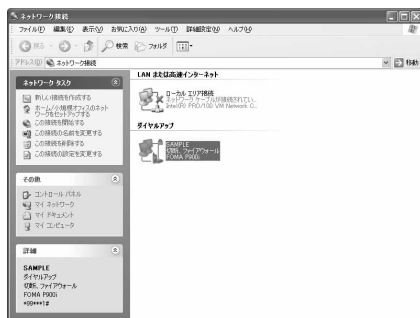 ネットワーク接続
ファイル(F) 編集(E) 表示(V) お気に入り(A) ツール(T) 詳細設定(N) ヘルプ(H)
戻る 検索 フォルダ
アドレス(D) ネットワーク接続 移動
ネットワーク タスク
新しい接続を作成する
ホーム/小規模オフィスのネットワークをセットアップする
この接続を開始する
この接続の名前を変更する
この接続を削除する
この接続の設定を変更する
その他
コントロール パネル
マイ ネットワーク
マイ ドキュメント
マイ コンピュータ
詳細
SAMPLE
ダイヤルアップ
切断, ファイアウォール
FOMA P900i
*99***1#
LAN または高速インターネット
ローカル エリア接続
ネットワーク ケーブルが接続されてい...
Intel(R) PRO/100 VM Network C...
ダイヤルアップ
SAMPLE
切断, ファイアウォール
FOMA P900i